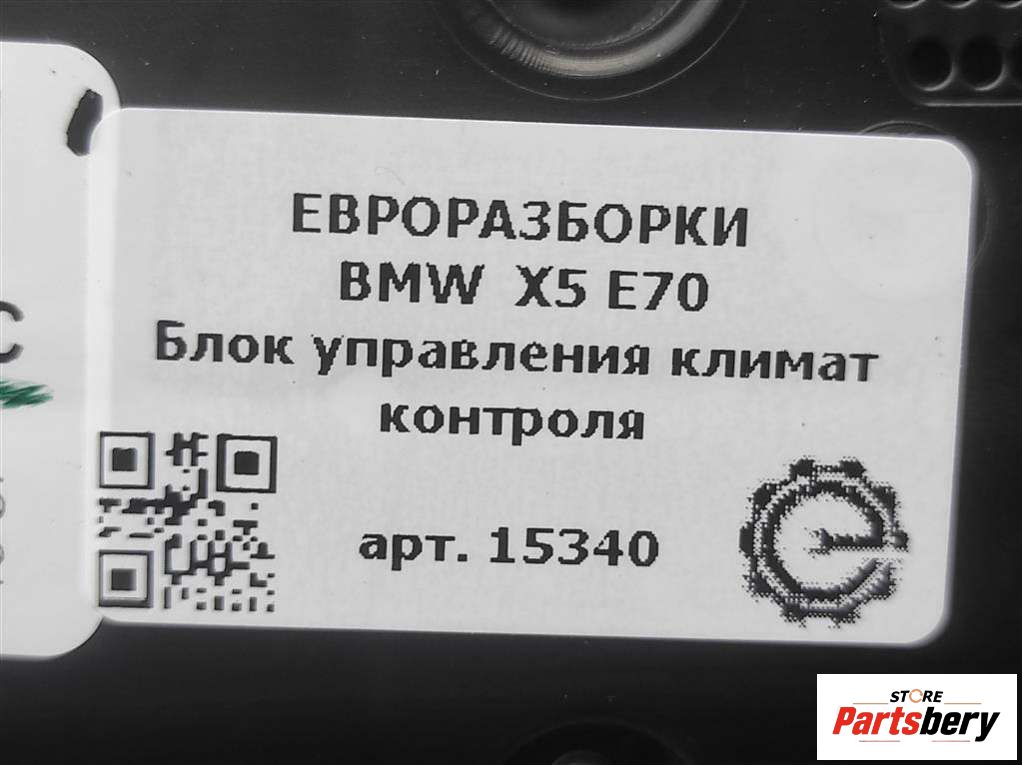 ЕВРОРАЗБОРКИ
BMW X5 E70
Блок управления климат
контроля
арт. 15340
C
STORE
Partsbery